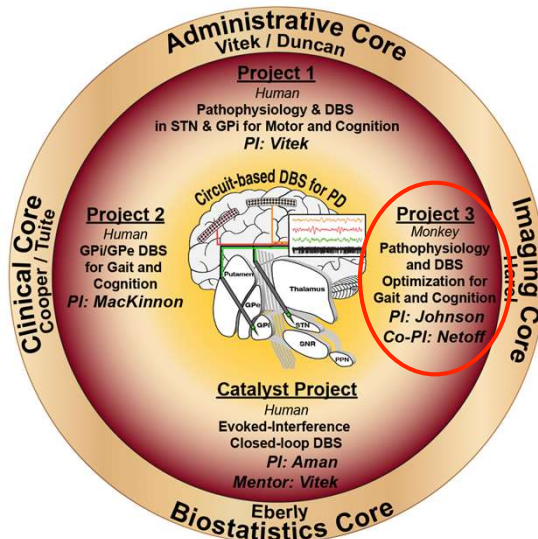 Administrative Core
Vitek / Duncan
Project 1
Human
Pathophysiology & DBS
in STN & GPi for Motor and Cognition
PI: Vitek
Circuit-based DBS for PD
Clinical Core
Cooper / Tuite
Project 2
Human
GPi/GPe DBS
for Gait and
Cognition
PI: MacKinnon
Putamen
GPe
GPi
Thalamus
STN
SNR
PPN
Project 3
Monkey
Pathophysiology
and DBS
Optimization for
Gait and Cognition
PI: Johnson
Co-PI: Netoff
Imaging Core
Catalyst Project
Human
Evoked-Interference
Closed-loop DBS
PI: Aman
Mentor: Vitek
Eberly
Biostatistics Core